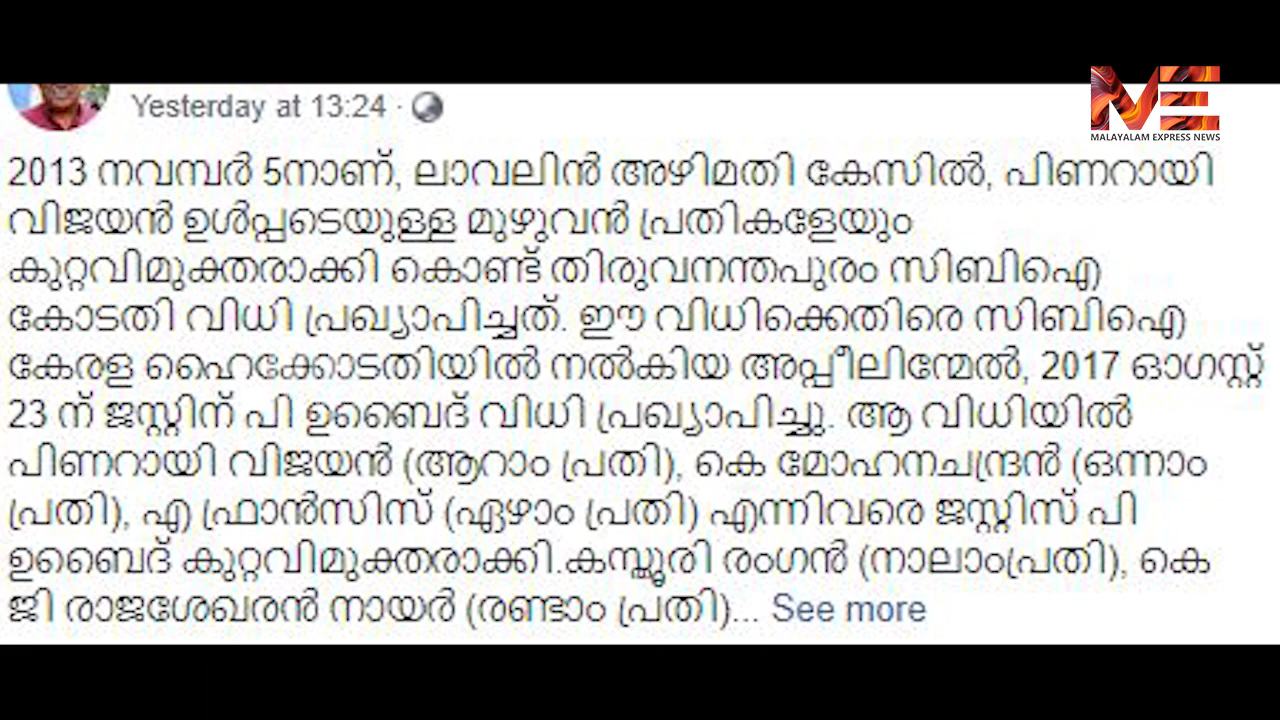 Yesterday at 13:24 ·
ME
MALAYALAM EXPRESS NEWS
2013 നവമ്പർ 5നാണ്, ലാവലിൻ അഴിമതി കേസിൽ, പിണറായി
വിജയൻ ഉൾപ്പടെയുള്ള മുഴുവൻ പ്രതികളേയും
കുറ്റവിമുക്തരാക്കി കൊണ്ട് തിരുവനന്തപുരം സിബിഐ
കോടതി വിധി പ്രഖ്യാപിച്ചത്. ഈ വിധിക്കെതിരെ സിബിഐ
കേരള ഹൈക്കോടതിയിൽ നൽകിയ അപ്പീലിന്മേൽ, 2017 ഓഗസ്റ്റ്
23 ന് ജസ്റ്റിന് പി ഉബൈദ് വിധി പ്രഖ്യാപിച്ചു. ആ വിധിയിൽ
പിണറായി വിജയൻ (ആറാം പ്രതി), കെ മോഹനചന്ദ്രൻ (ഒന്നാം
പ്രതി), എ ഫ്രാൻസിസ് (ഏഴാം പ്രതി) എന്നിവരെ ജസ്റ്റിസ് പി
ഉബൈദ് കുറ്റവിമുക്തരാക്കി.കസ്തൂരി രംഗൻ (നാലാംപ്രതി), കെ
ജി രാജശേഖരൻ നായർ (രണ്ടാം പ്രതി)... See more